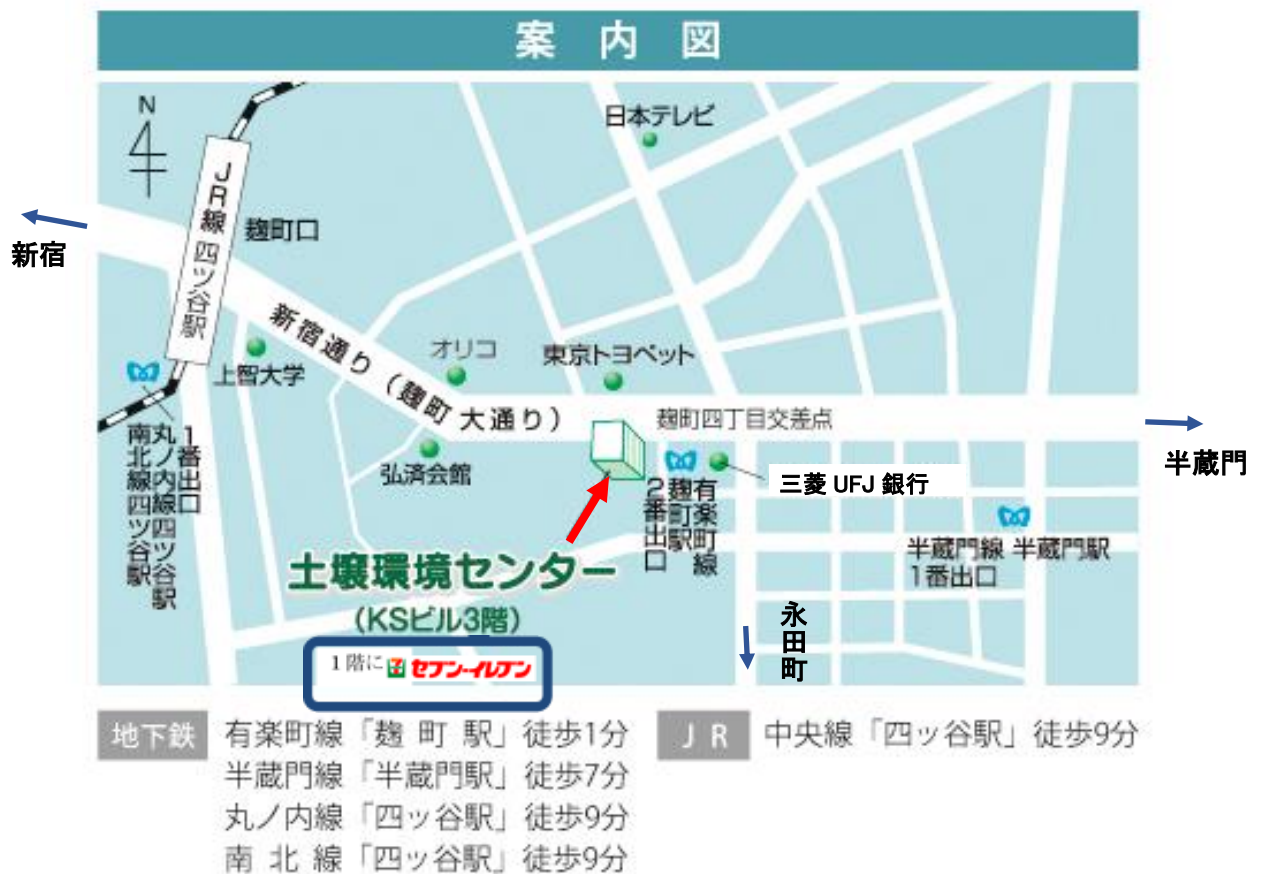 案内図
N
日本テレビ
JR線 四ツ谷駅
麹町口
新宿
新宿通り(麹町大通り)
オリコ
東京トヨペット
上智大学
麹町四丁目交差点
半蔵門
1番出口
丸ノ内線四ツ谷駅
南北線四ツ谷駅
弘済会館
三菱UFJ銀行
有楽町線
麹町駅
2番出口
半蔵門線 半蔵門駅
1番出口
土壌環境センター
(KSビル3階)
永田町
1階に セブン-イレブン
地下鉄 有楽町線「麹町駅」徒歩1分
半蔵門線「半蔵門駅」徒歩7分
丸ノ内線「四ッ谷駅」徒歩9分
南北線「四ッ谷駅」徒歩9分
JR 中央線「四ッ谷駅」徒歩9分